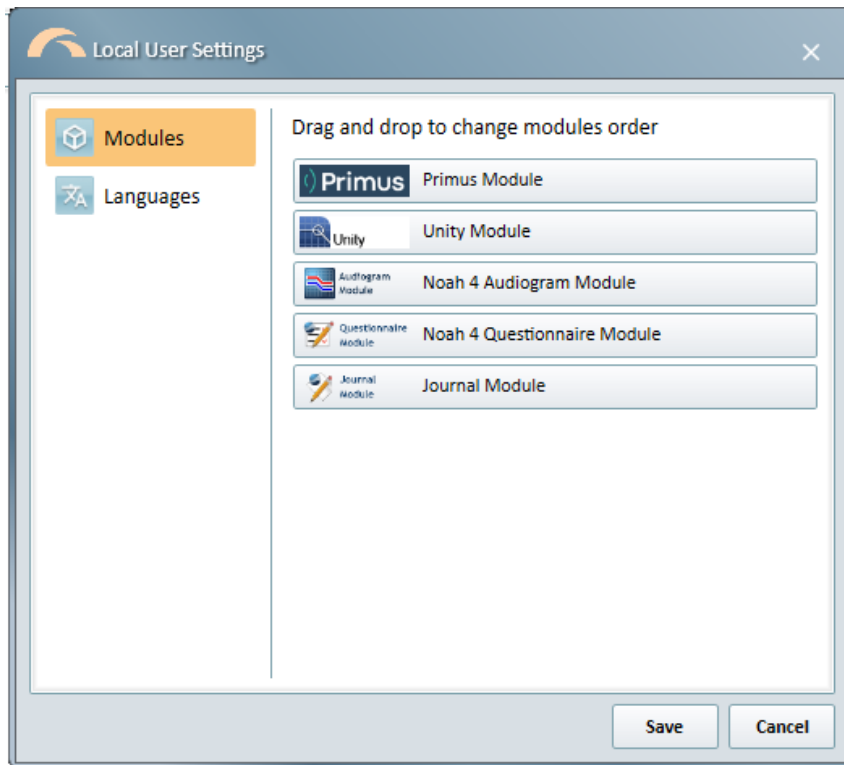 Local User Settings
Modules
Languages
Drag and drop to change modules order
Primus Primus Module
Unity Unity Module
Audiogram
Module
Noah 4 Audiogram Module
Questionnaire
Module
Noah 4 Questionnaire Module
Journal
Module
Journal Module
Save
Cancel